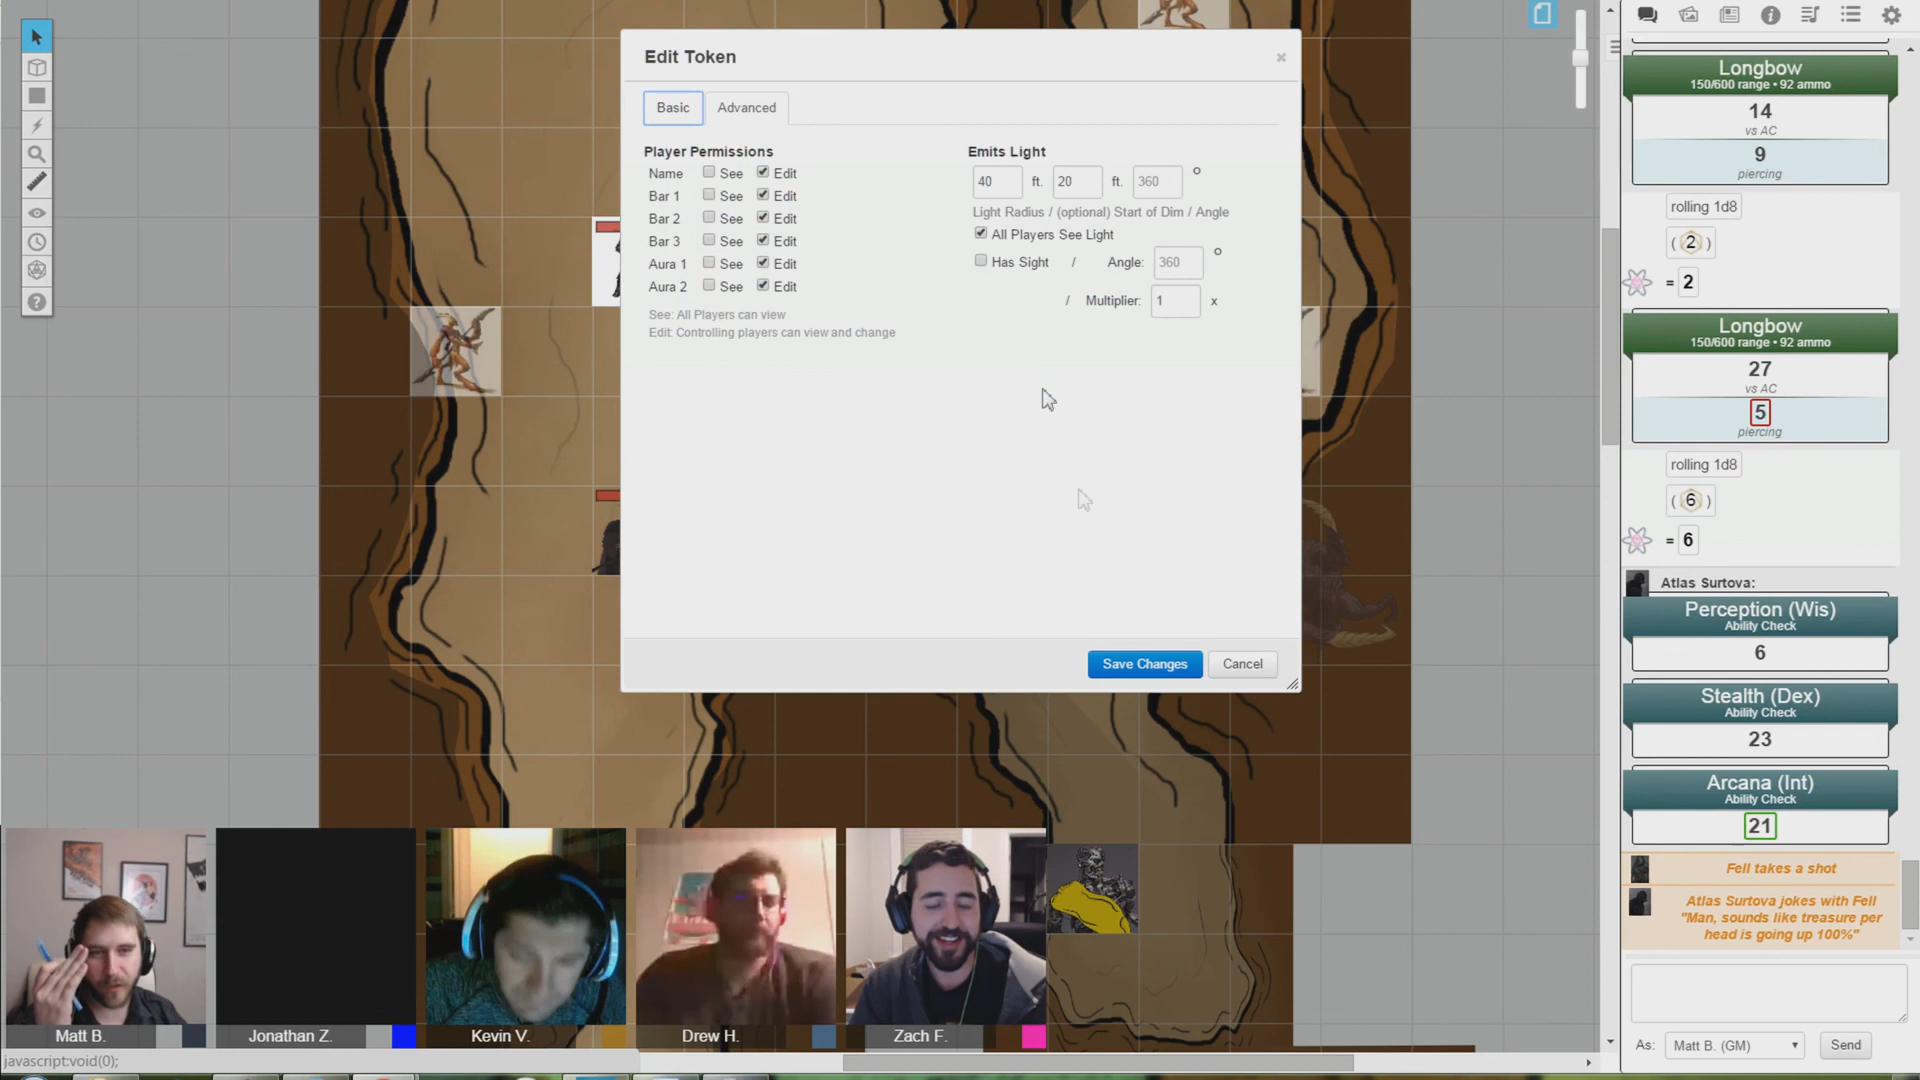 Edit Token
×
Basic
Advanced
Player Permissions
Name See Edit
Bar 1 See Edit
Bar 2 See Edit
Bar 3 See Edit
Aura 1 See Edit
Aura 2 See Edit
See: All Players can view
Edit: Controlling players can view and change
Emits Light
40 ft. 20 ft. 360 °
Light Radius / (optional) Start of Dim / Angle
All Players See Light
Has Sight / Angle: 360 °
/ Multiplier: 1 x
Save Changes
Cancel
Longbow
150/600 range • 92 ammo
14
vs AC
9
piercing
rolling 1d8
(2)
= 2
Longbow
150/600 range • 92 ammo
27
vs AC
5
piercing
rolling 1d8
(6)
= 6
Atlas Surtova:
Perception (Wis)
Ability Check
6
Stealth (Dex)
Ability Check
23
Arcana (Int)
Ability Check
21
Fell takes a shot
Atlas Surtova jokes with Fell
"Man, sounds like treasure per
head is going up 100%"
As: Matt B. (GM)
Send
Matt B.
Jonathan Z.
Kevin V.
Drew H.
Zach F.
javascript:void(0);